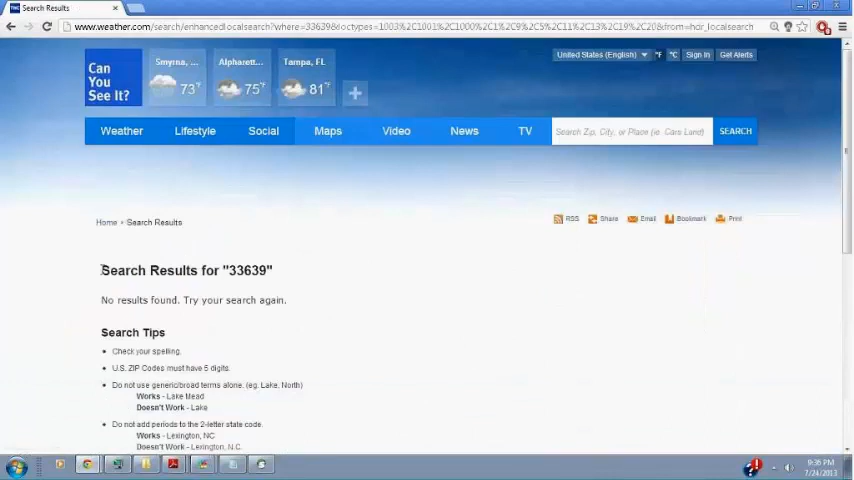 Search Results
www.weather.com/search/enhancedlocalsearch?where=33639&loctypes=1003%2C1001%2C1000%2C1%2C9%2C5%2C11%2C13%2C19%2C20&from=hdr_localsearch
Can
You
See It?
Smyrna, ...
73°F
Alpharett...
75°F
Tampa, FL
81°F
+
United States (English)
°F °C
Sign In
Get Alerts
Weather Lifestyle Social Maps Video News TV
Search Zip, City, or Place (ie. Cars Land)
SEARCH
Home › Search Results
RSS Share Email Bookmark Print
Search Results for "33639"
No results found. Try your search again.
Search Tips
Check your spelling.
U.S. ZIP Codes must have 5 digits.
Do not use generic/broad terms alone. (eg. Lake, North)
Works - Lake Mead
Doesn't Work - Lake
Do not add periods to the 2-letter state code.
Works - Lexington, NC
Doesn't Work - Lexington, N.C.
9:36 PM
7/24/2013